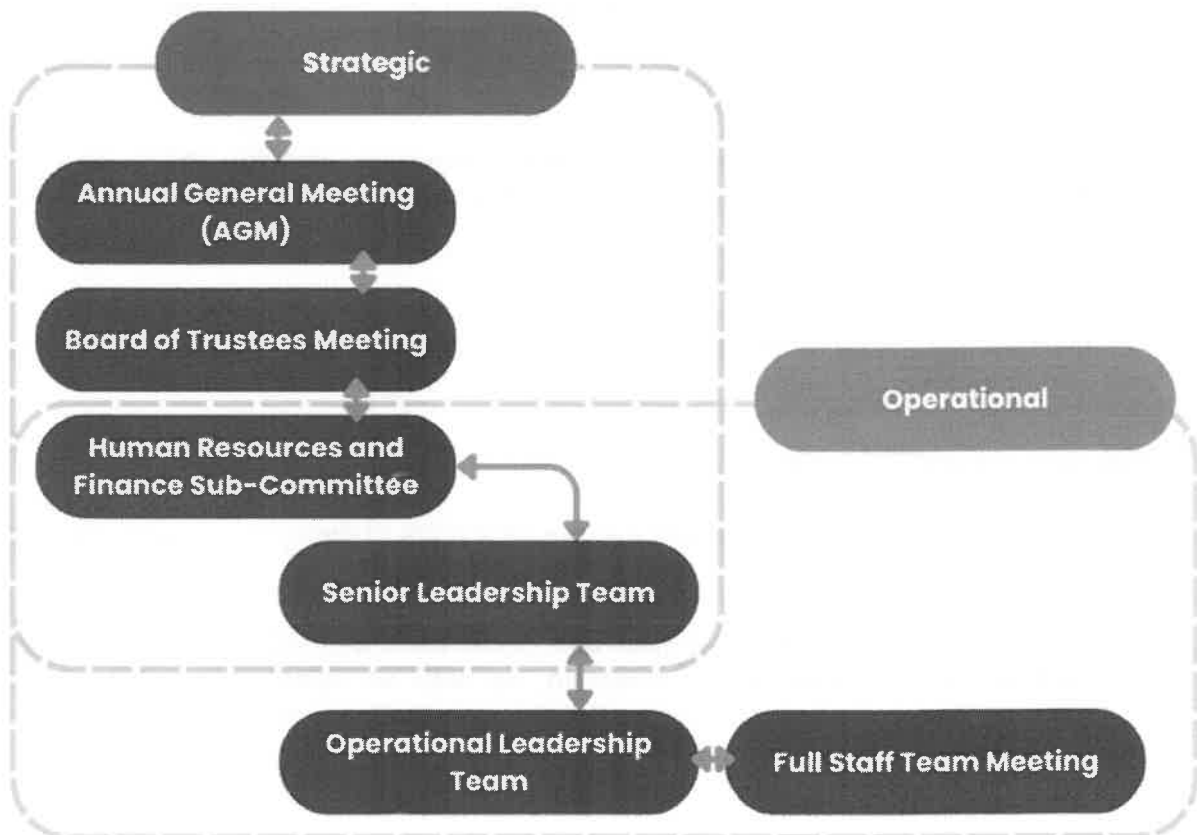 Strategic
Annual General Meeting
(AGM)
Board of Trustees Meeting
Operational
Human Resources and
Finance Sub-Committee
Senior Leadership Team
Operational Leadership
Team
Full Staff Team Meeting